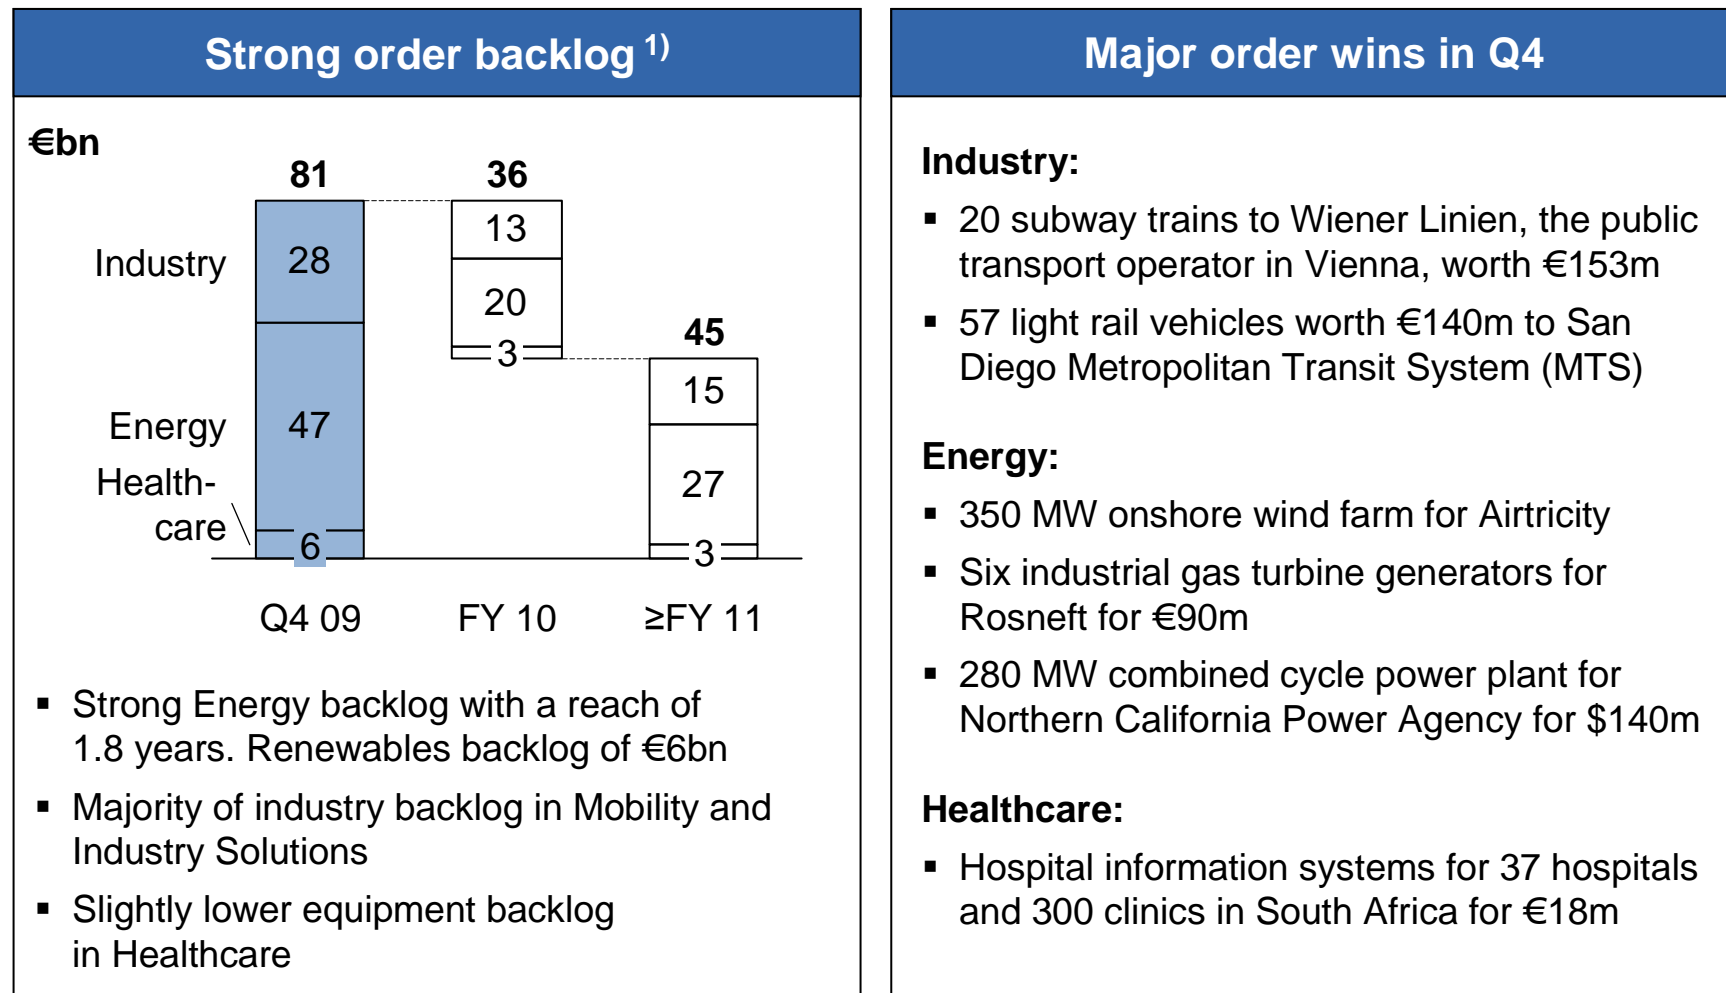 Strong order backlog 1)
€bn
81
36
13
Industry
28
20
3
45
15
Energy
47
27
Health-
care
6
3
Q4 09
FY 10
≥FY 11
▪ Strong Energy backlog with a reach of
1.8 years. Renewables backlog of €6bn
▪ Majority of industry backlog in Mobility and
Industry Solutions
▪ Slightly lower equipment backlog
in Healthcare
Major order wins in Q4
Industry:
▪ 20 subway trains to Wiener Linien, the public
transport operator in Vienna, worth €153m
▪ 57 light rail vehicles worth €140m to San
Diego Metropolitan Transit System (MTS)
Energy:
▪ 350 MW onshore wind farm for Airtricity
▪ Six industrial gas turbine generators for
Rosneft for €90m
▪ 280 MW combined cycle power plant for
Northern California Power Agency for $140m
Healthcare:
▪ Hospital information systems for 37 hospitals
and 300 clinics in South Africa for €18m